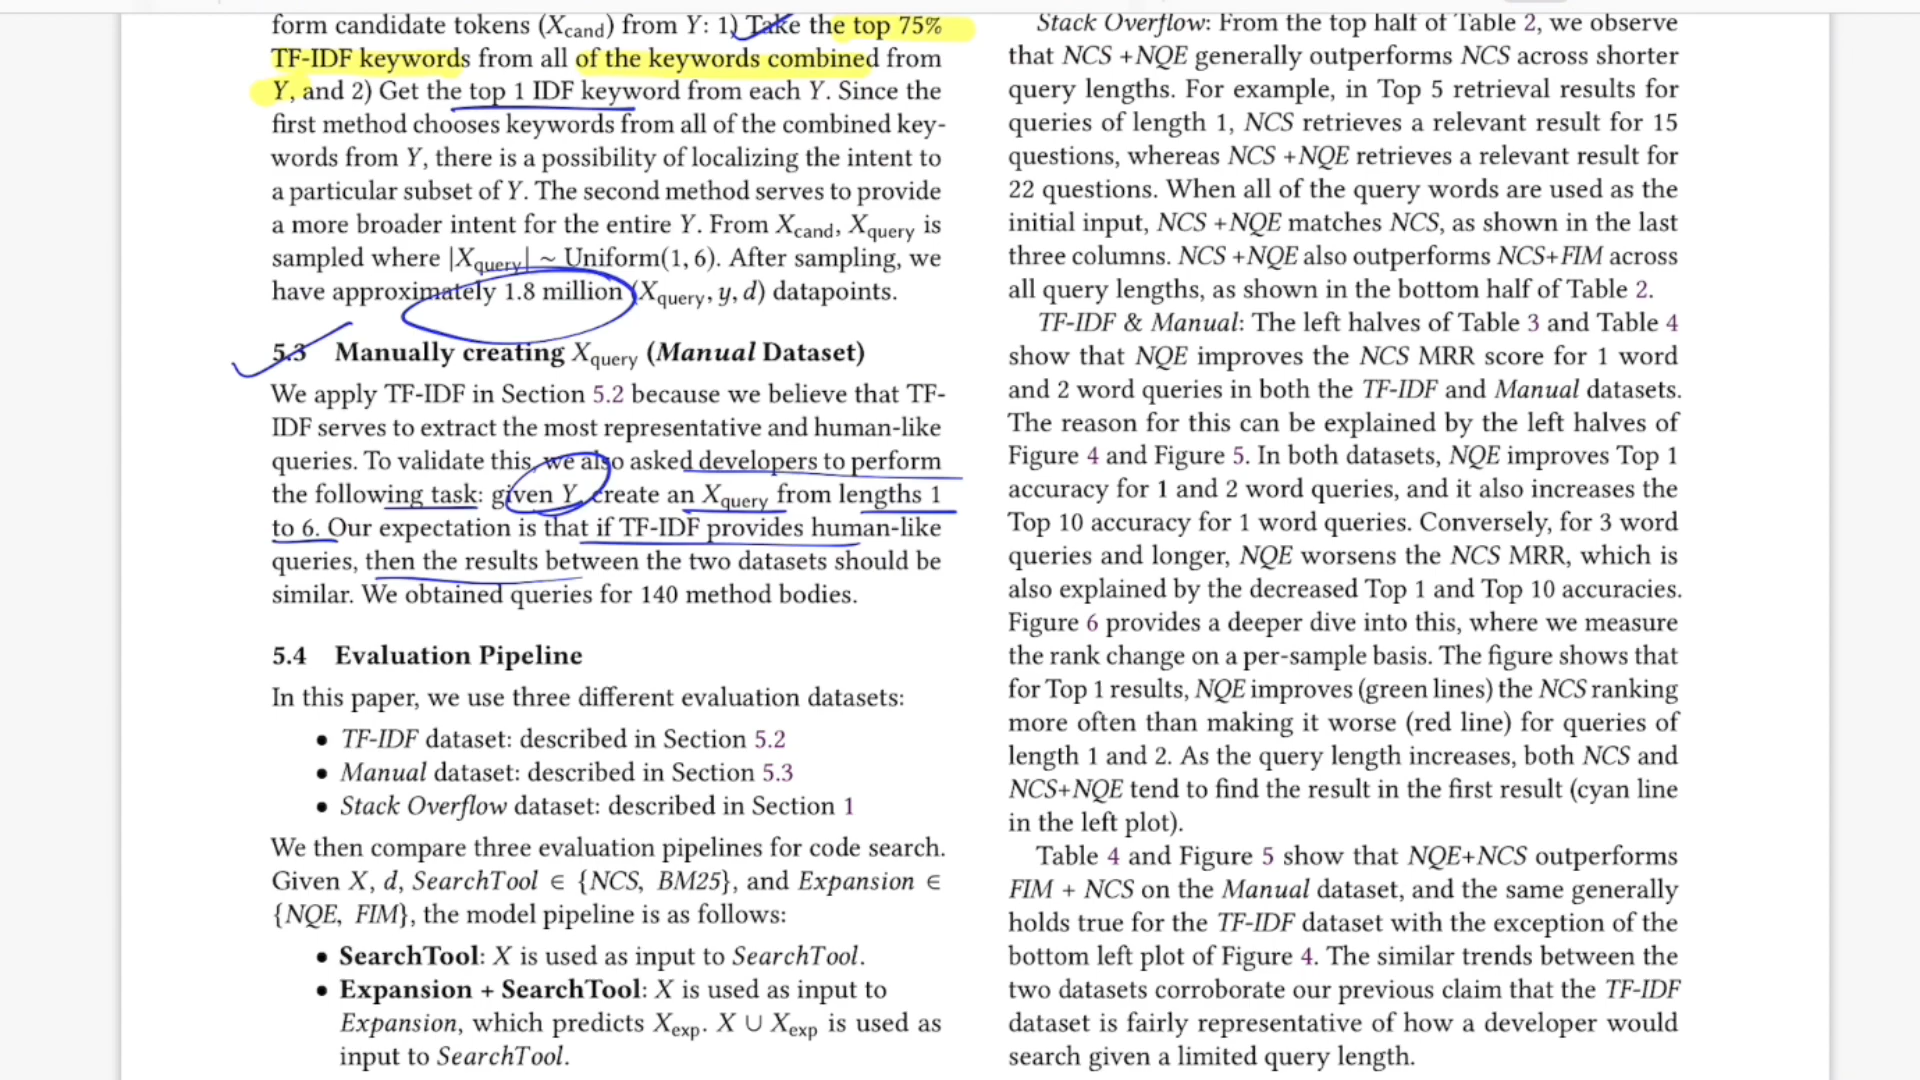 form candidate tokens (Xcand) from Y: 1) Take the top 75%
TF-IDF keywords from all of the keywords combined from
Y, and 2) Get the top 1 IDF keyword from each Y. Since the
first method chooses keywords from all of the combined key-
words from Y, there is a possibility of localizing the intent to
a particular subset of Y. The second method serves to provide
a more broader intent for the entire Y. From Xcand, Xquery is
sampled where |Xquery| ∼ Uniform(1, 6). After sampling, we
have approximately 1.8 million (Xquery, y, d) datapoints.
5.3 Manually creating Xquery (Manual Dataset)
We apply TF-IDF in Section 5.2 because we believe that TF-
IDF serves to extract the most representative and human-like
queries. To validate this, we also asked developers to perform
the following task: given Y, create an Xquery from lengths 1
to 6. Our expectation is that if TF-IDF provides human-like
queries, then the results between the two datasets should be
similar. We obtained queries for 140 method bodies.
5.4 Evaluation Pipeline
In this paper, we use three different evaluation datasets:
• TF-IDF dataset: described in Section 5.2
• Manual dataset: described in Section 5.3
• Stack Overflow dataset: described in Section 1
We then compare three evaluation pipelines for code search.
Given X, d, SearchTool ∈ {NCS, BM25}, and Expansion ∈
{NQE, FIM}, the model pipeline is as follows:
• SearchTool: X is used as input to SearchTool.
• Expansion + SearchTool: X is used as input to
Expansion, which predicts Xexp. X ∪ Xexp is used as
input to SearchTool.
Stack Overflow: From the top half of Table 2, we observe
that NCS +NQE generally outperforms NCS across shorter
query lengths. For example, in Top 5 retrieval results for
queries of length 1, NCS retrieves a relevant result for 15
questions, whereas NCS +NQE retrieves a relevant result for
22 questions. When all of the query words are used as the
initial input, NCS +NQE matches NCS, as shown in the last
three columns. NCS +NQE also outperforms NCS+FIM across
all query lengths, as shown in the bottom half of Table 2.
TF-IDF & Manual: The left halves of Table 3 and Table 4
show that NQE improves the NCS MRR score for 1 word
and 2 word queries in both the TF-IDF and Manual datasets.
The reason for this can be explained by the left halves of
Figure 4 and Figure 5. In both datasets, NQE improves Top 1
accuracy for 1 and 2 word queries, and it also increases the
Top 10 accuracy for 1 word queries. Conversely, for 3 word
queries and longer, NQE worsens the NCS MRR, which is
also explained by the decreased Top 1 and Top 10 accuracies.
Figure 6 provides a deeper dive into this, where we measure
the rank change on a per-sample basis. The figure shows that
for Top 1 results, NQE improves (green lines) the NCS ranking
more often than making it worse (red line) for queries of
length 1 and 2. As the query length increases, both NCS and
NCS+NQE tend to find the result in the first result (cyan line
in the left plot).
Table 4 and Figure 5 show that NQE+NCS outperforms
FIM + NCS on the Manual dataset, and the same generally
holds true for the TF-IDF dataset with the exception of the
bottom left plot of Figure 4. The similar trends between the
two datasets corroborate our previous claim that the TF-IDF
dataset is fairly representative of how a developer would
search given a limited query length.